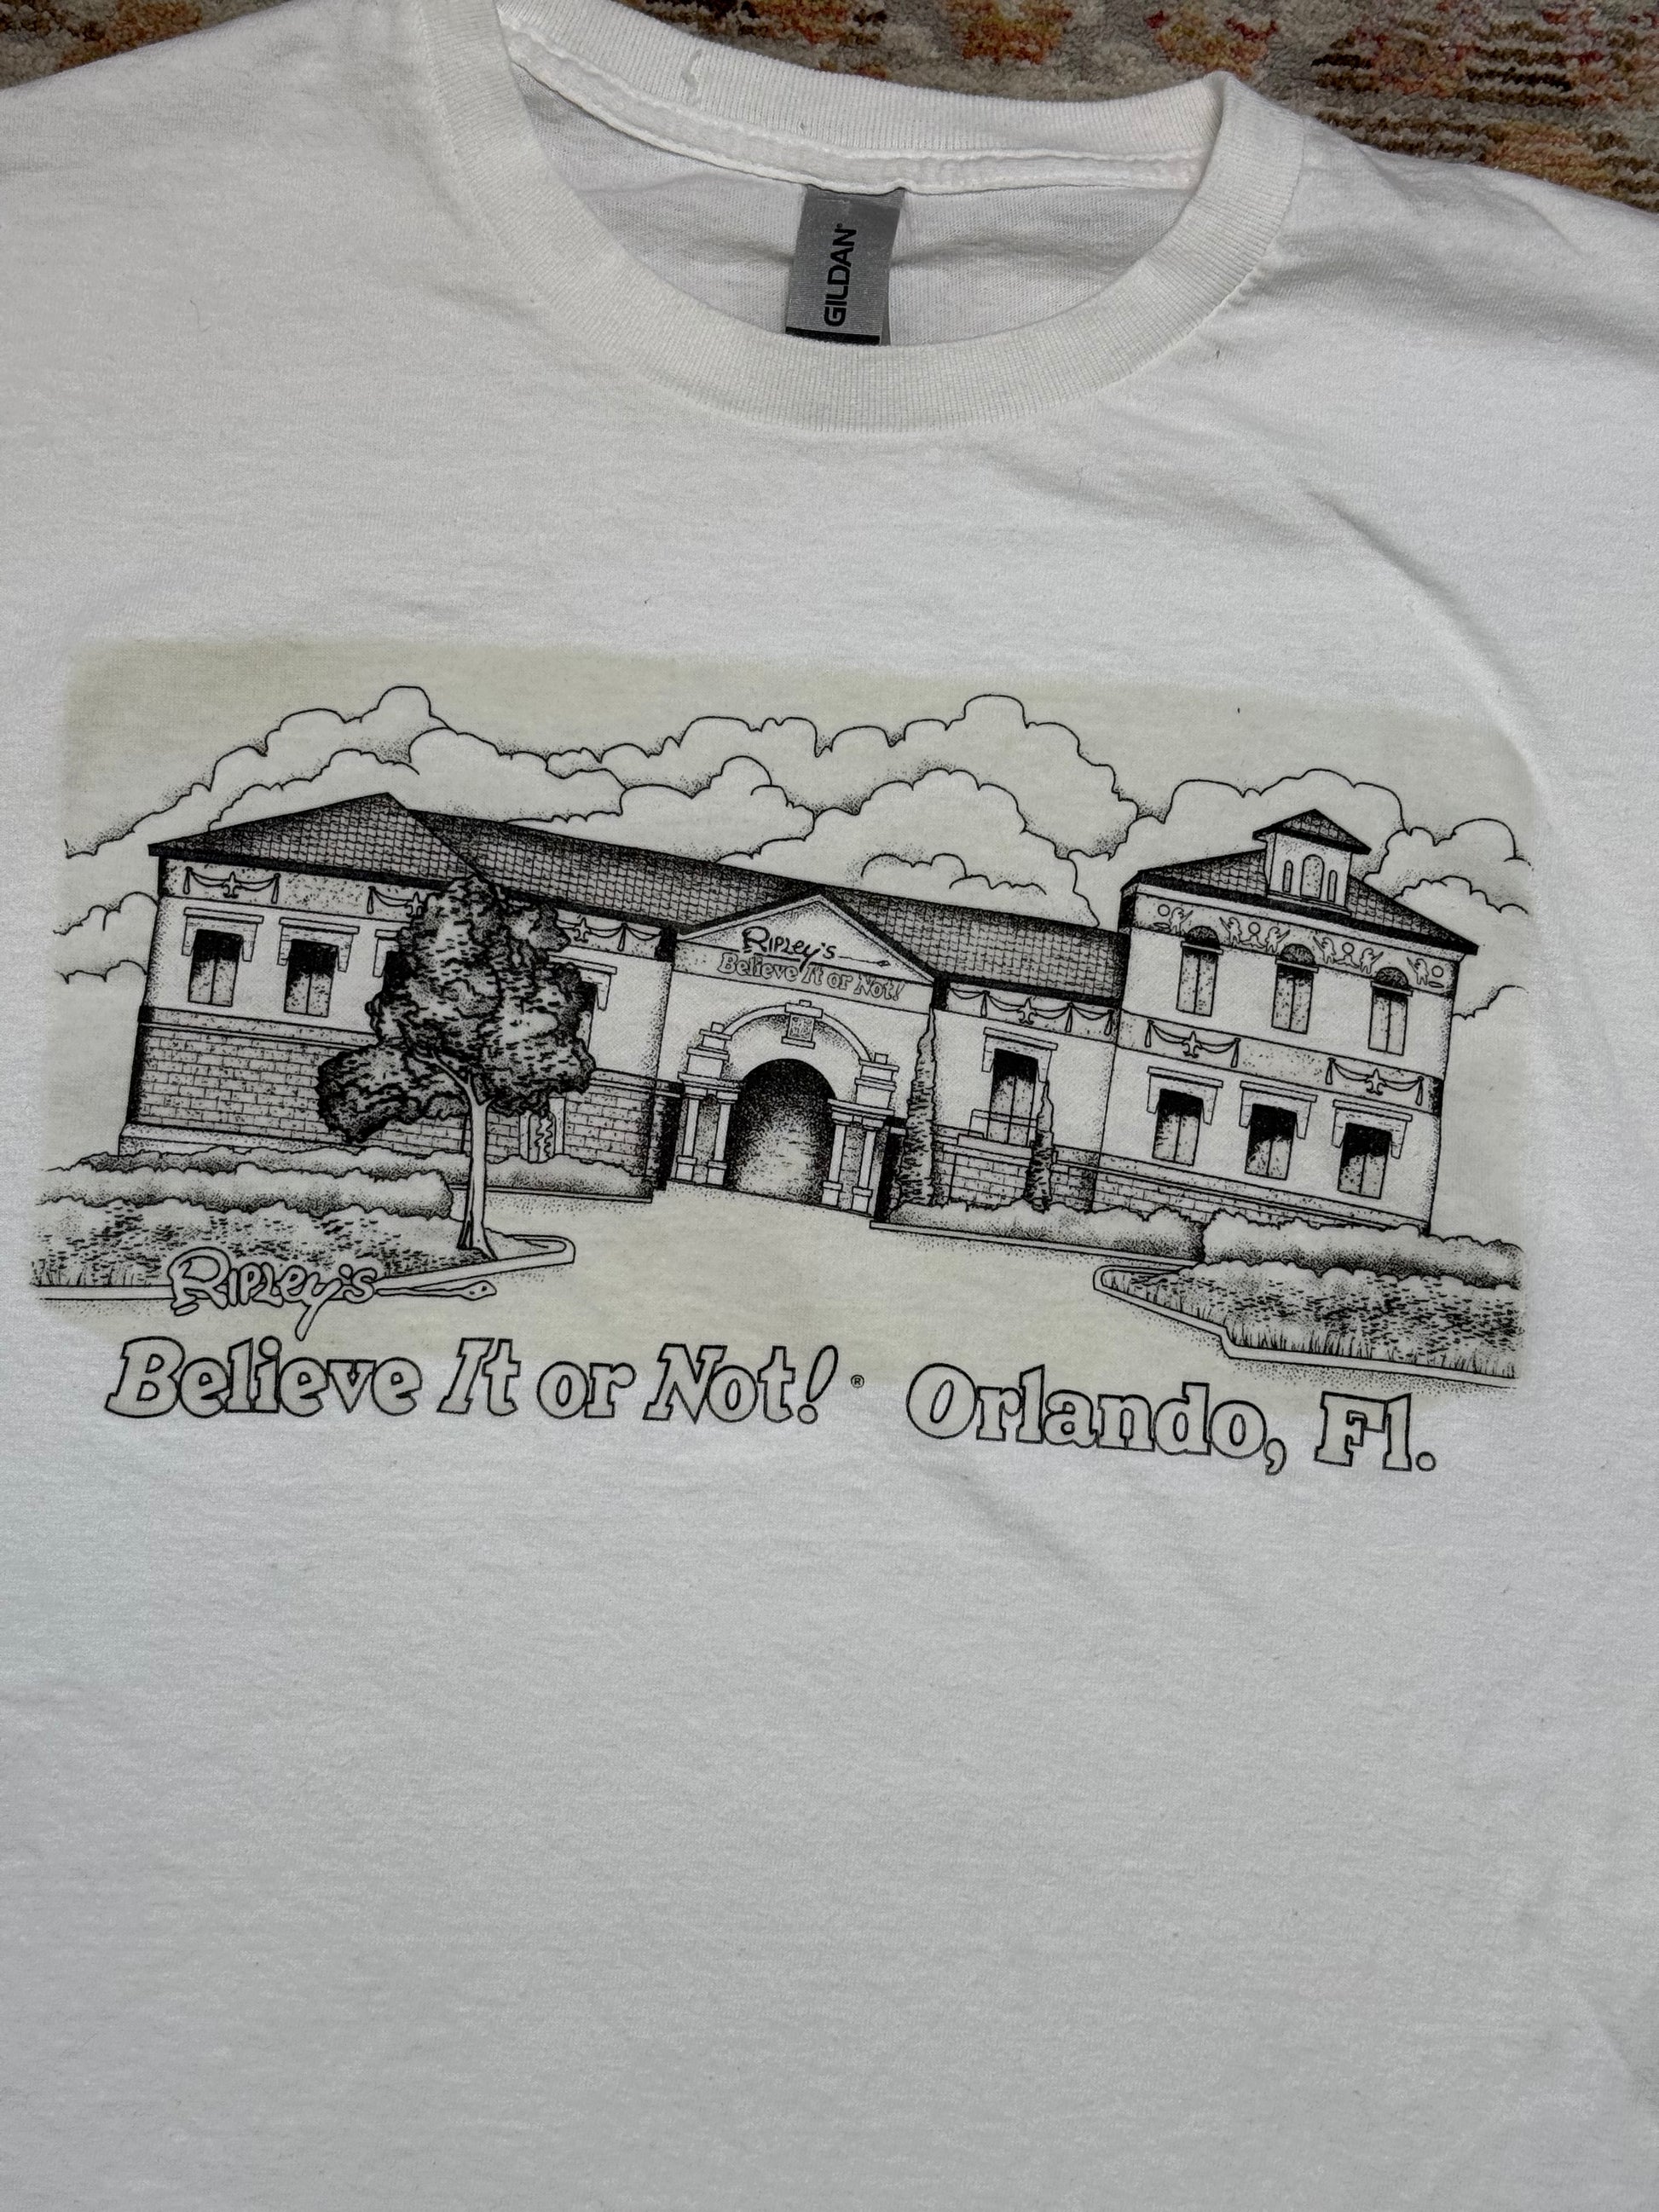 GILDAN®
Ripley's
Believe It or Not!
Ripley's
Believe It or Not!® Orlando, Fl.